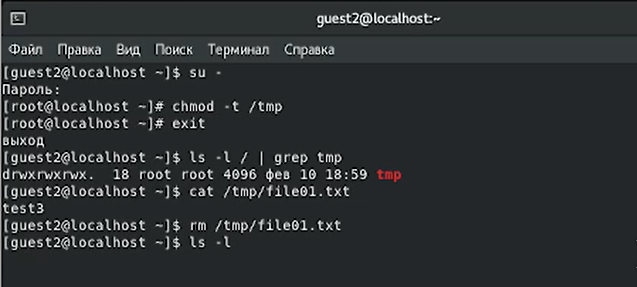 guest2@localhost:~
Файл Правка Вид Поиск Терминал Справка
[guest2@localhost ~]$ su -
Пароль:
[root@localhost ~]# chmod -t /tmp
[root@localhost ~]# exit
выход
[guest2@localhost ~]$ ls -l / | grep tmp
drwxrwxrwx.  18 root root 4096 фев 10 18:59 tmp
[guest2@localhost ~]$ cat /tmp/file01.txt
test3
[guest2@localhost ~]$ rm /tmp/file01.txt
[guest2@localhost ~]$ ls -l